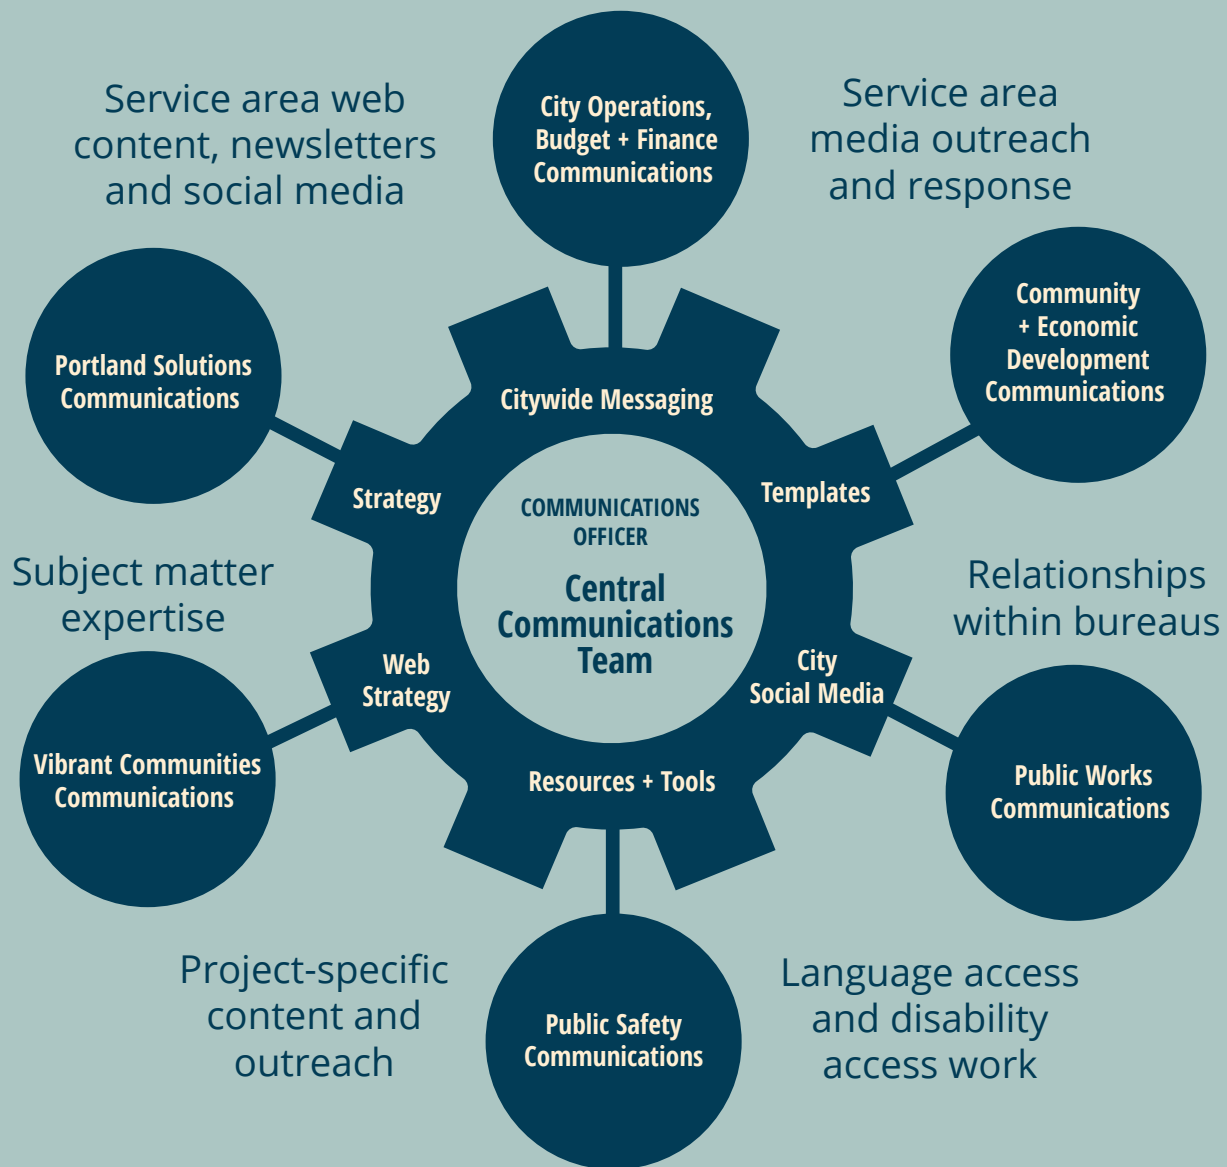 Service area web
content, newsletters
and social media
City Operations,
Budget + Finance
Communications
Service area
media outreach
and response
Portland Solutions
Communications
Community
+ Economic
Development
Communications
Citywide Messaging
Strategy
Templates
COMMUNICATIONS
OFFICER
Central
Communications
Team
Subject matter
expertise
Relationships
within bureaus
Web
Strategy
City
Social Media
Resources + Tools
Vibrant Communities
Communications
Public Works
Communications
Project-specific
content and
outreach
Public Safety
Communications
Language access
and disability
access work